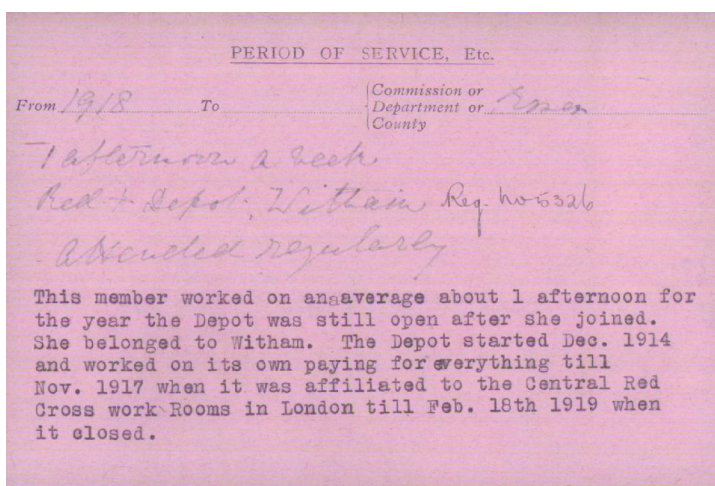 PERIOD OF SERVICE, Etc.
From 1918 To Commission or Department or County Essex
1 afternoon a week
Red + Depot, Witham Reg. No 5326
attended regularly
This member worked on anaaverage about 1 afternoon for
the year the Depot was still open after she joined.
She belonged to Witham. The Depot started Dec. 1914
and worked on its own paying for everything till
Nov. 1917 when it was affiliated to the Central Red
Cross work Rooms in London till Feb. 18th 1919 when
it closed.